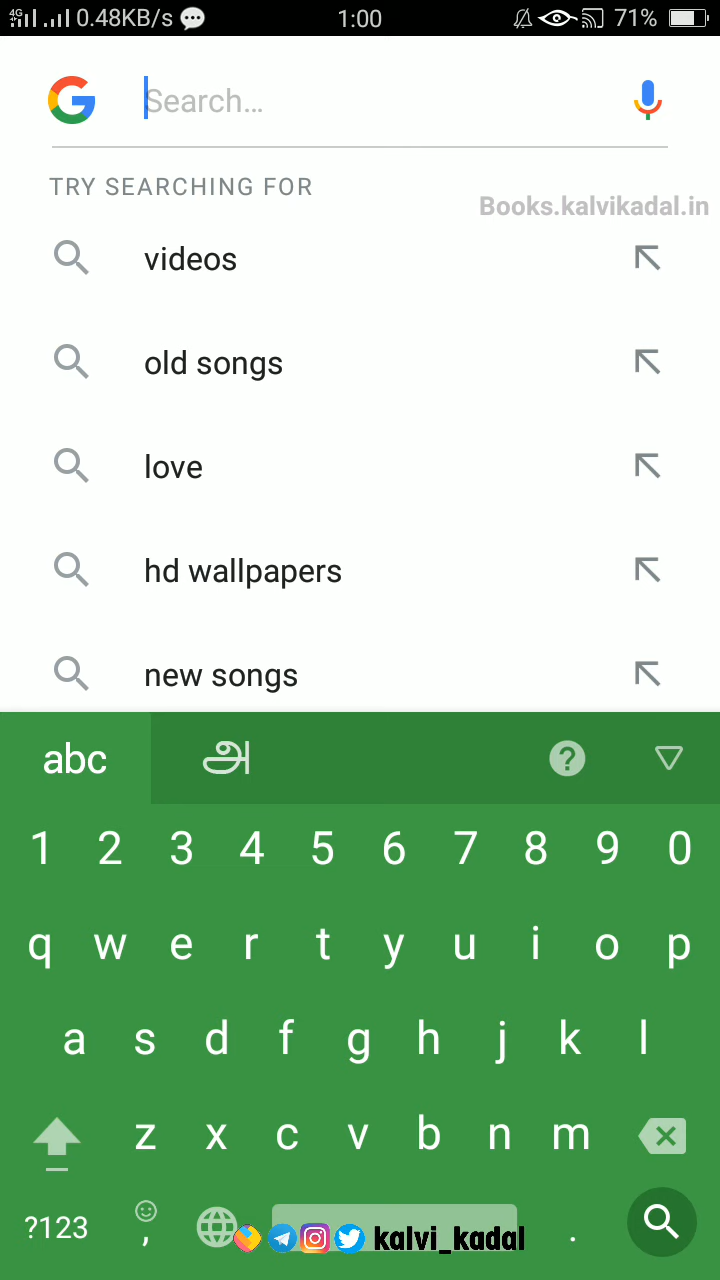 4G 0.48KB/s 1:00 71%
Search...
TRY SEARCHING FOR
Books.kalvikadal.in
videos
old songs
love
hd wallpapers
new songs
abc அ ?
1 2 3 4 5 6 7 8 9 0
q w e r t y u i o p
a s d f g h j k l
z x c v b n m
?123 , kalvi_kadal .